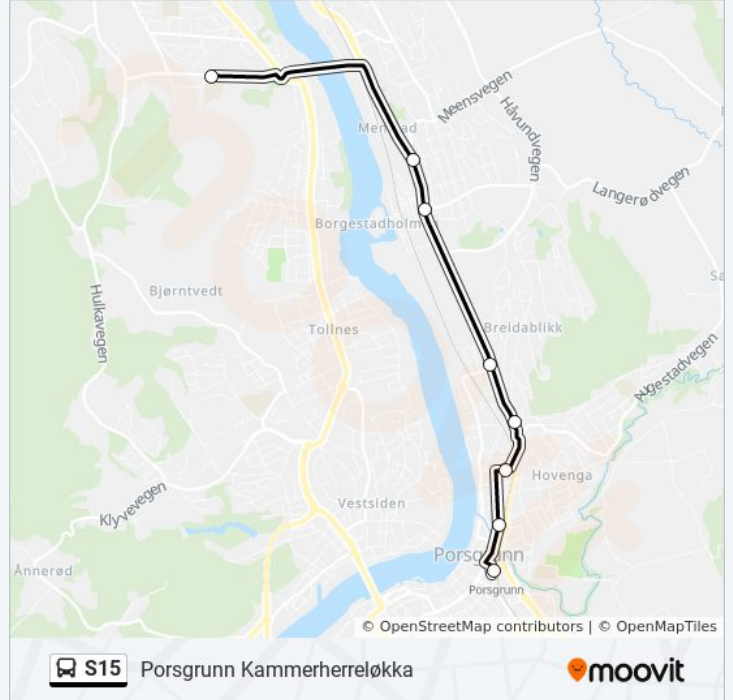 Menstad
Meensvegen
Håvundvegen
Langerødvegen
Borgestadholmen
Sa
Bjørntvedt
Hulkavegen
Tollnes
Breidablikk
Hovenga
Vestsiden
Klyvevegen
Porsgrunn
Ånnerød
Porsgrunn
© OpenStreetMap contributors | © OpenMapTiles
S15 Porsgrunn Kammerherreløkka
moovit